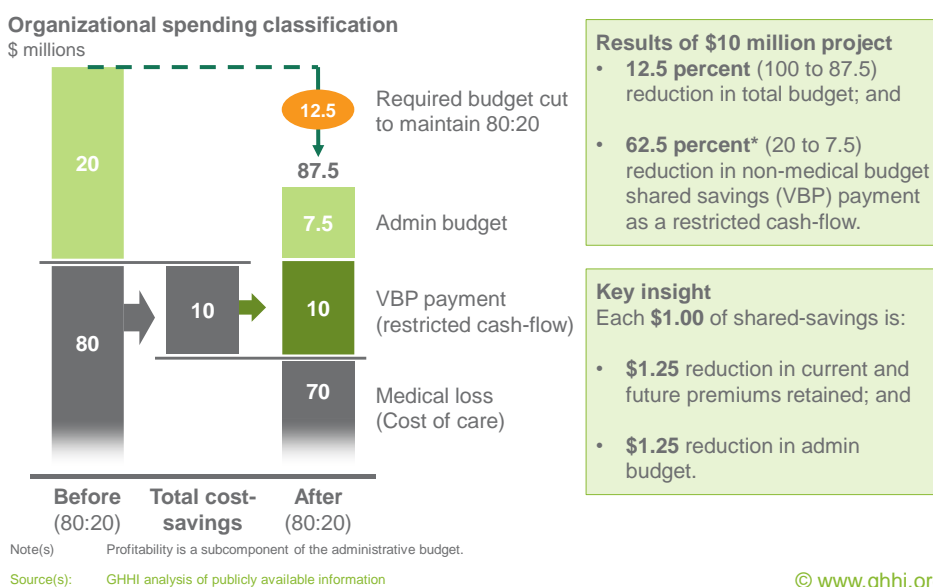 Organizational spending classification
$ millions
20
80
10
12.5
87.5
7.5
10
70
Required budget cut
to maintain 80:20
Admin budget
VBP payment
(restricted cash-flow)
Medical loss
(Cost of care)
Before
(80:20)
Total cost-
savings
After
(80:20)
Results of $10 million project
• 12.5 percent (100 to 87.5)
reduction in total budget; and
• 62.5 percent* (20 to 7.5)
reduction in non-medical budget
shared savings (VBP) payment
as a restricted cash-flow.
Key insight
Each $1.00 of shared-savings is:
• $1.25 reduction in current and
future premiums retained; and
• $1.25 reduction in admin
budget.
Note(s) Profitability is a subcomponent of the administrative budget.
Source(s): GHHI analysis of publicly available information
© www.ghhi.or